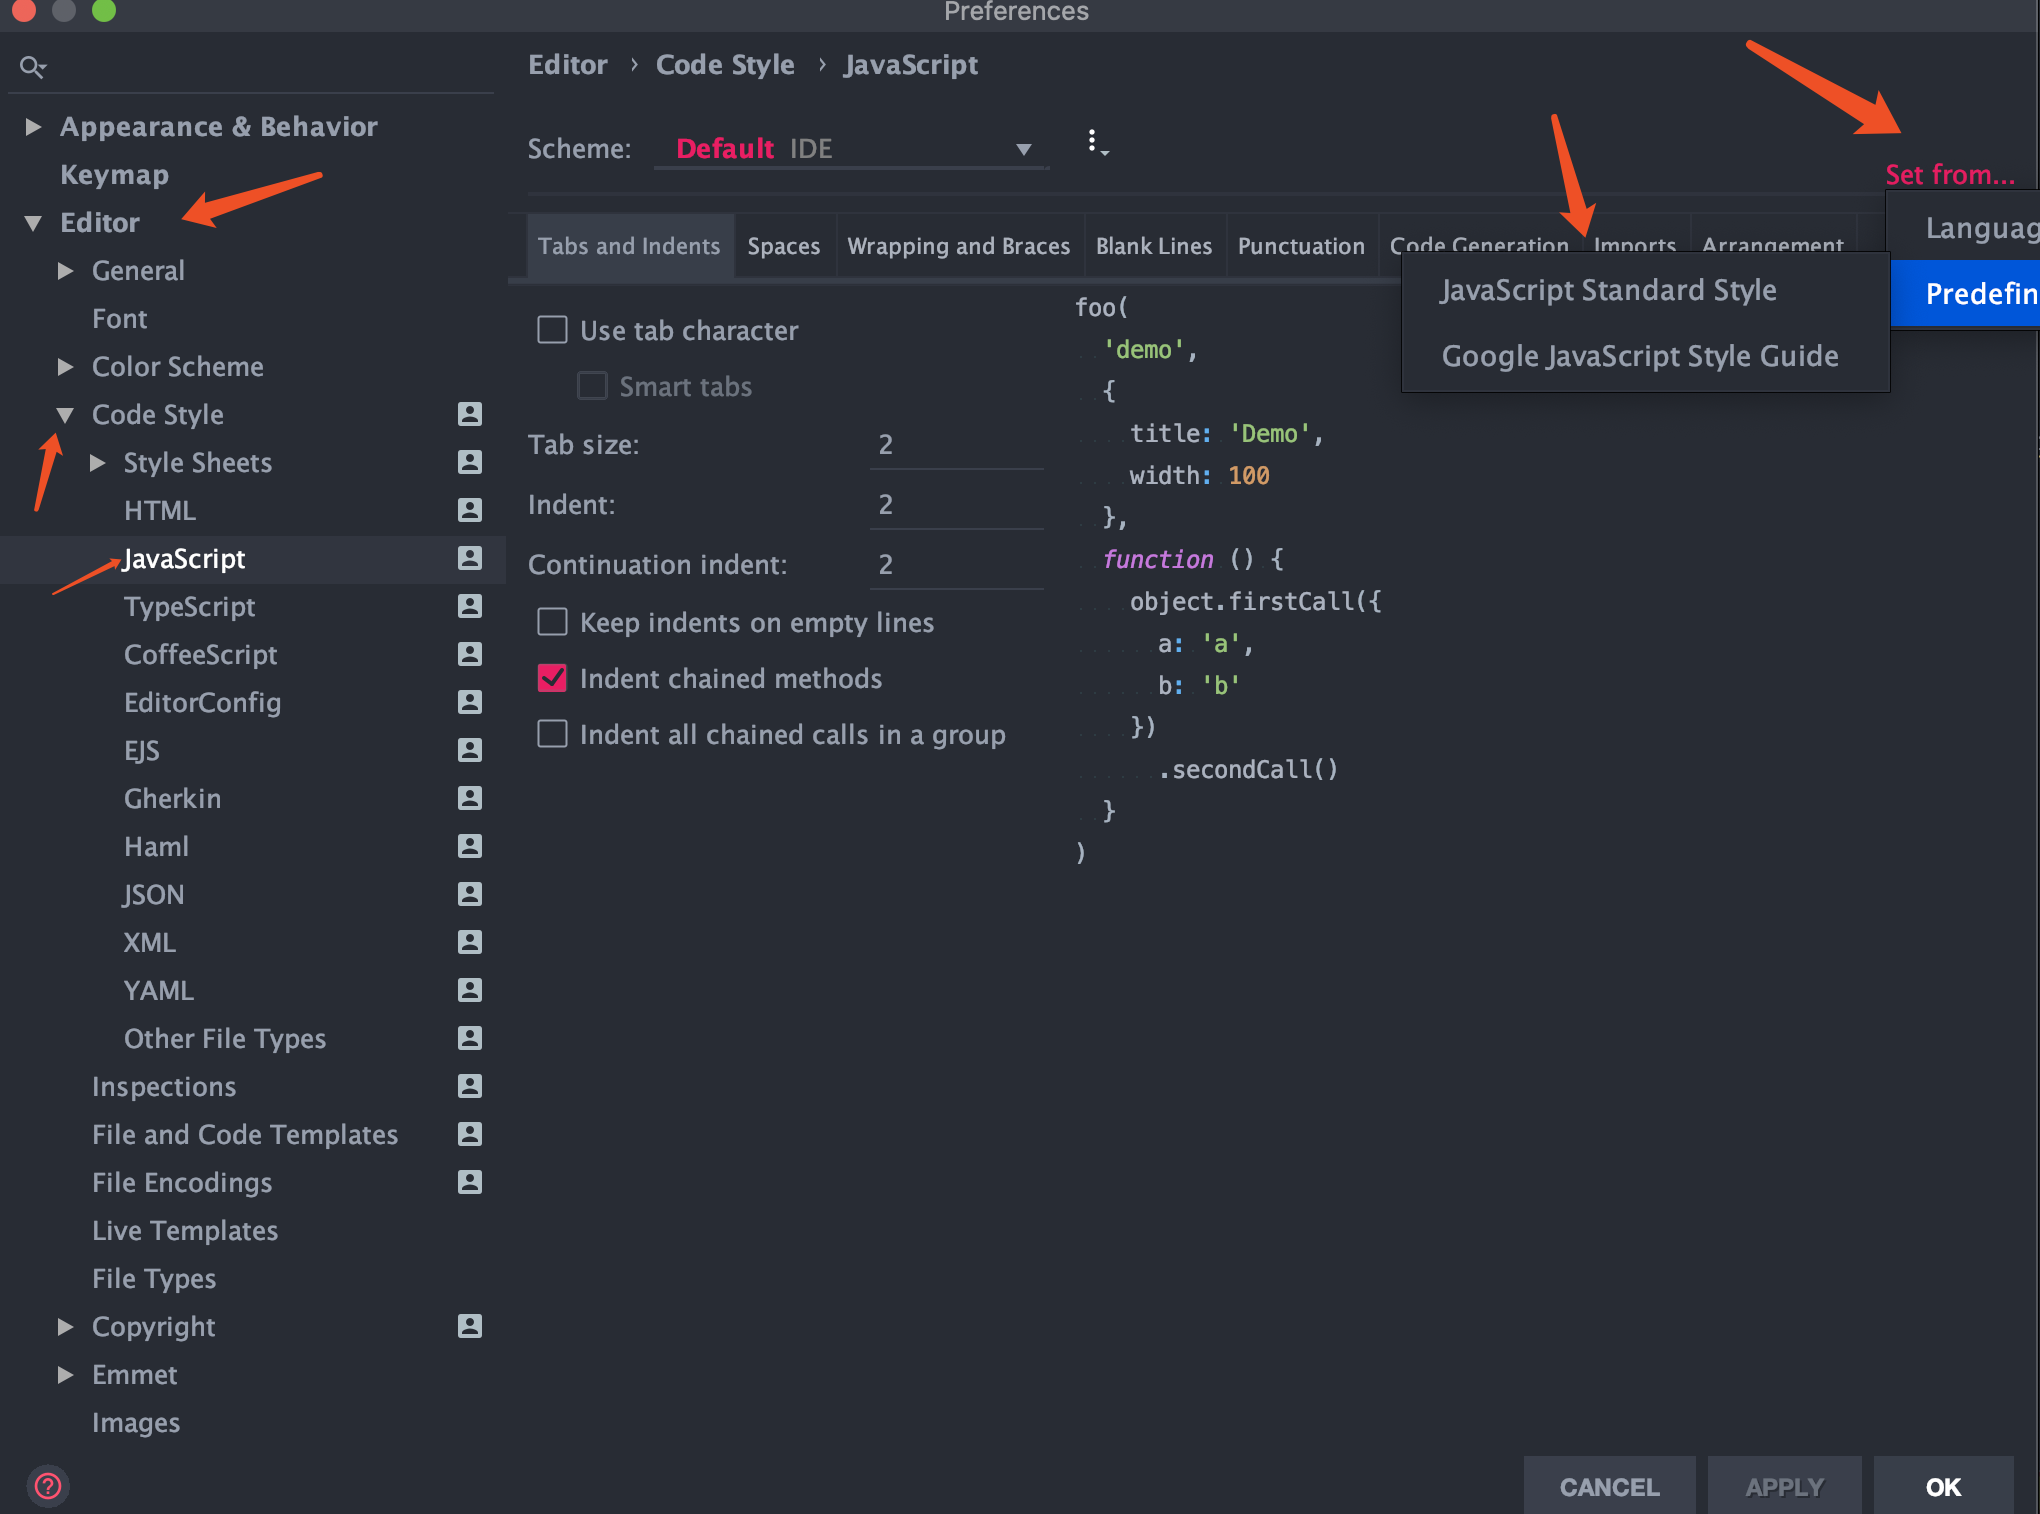 Preferences
Appearance & Behavior
Keymap
Editor
General
Font
Color Scheme
Code Style
Style Sheets
HTML
JavaScript
TypeScript
CoffeeScript
EditorConfig
EJS
Gherkin
Haml
JSON
XML
YAML
Other File Types
Inspections
File and Code Templates
File Encodings
Live Templates
File Types
Copyright
Emmet
Images
Editor › Code Style › JavaScript
Scheme: Default IDE
Set from...
Languag
Predefin
JavaScript Standard Style
Google JavaScript Style Guide
Tabs and Indents Spaces Wrapping and Braces Blank Lines Punctuation Code Generation Imports Arrangement
Use tab character
Smart tabs
Tab size: 2
Indent: 2
Continuation indent: 2
Keep indents on empty lines
Indent chained methods
Indent all chained calls in a group
foo(
'demo',
{
title: 'Demo',
width: 100
},
function () {
object.firstCall({
a: 'a',
b: 'b'
})
.secondCall()
}
)
?
CANCEL APPLY OK